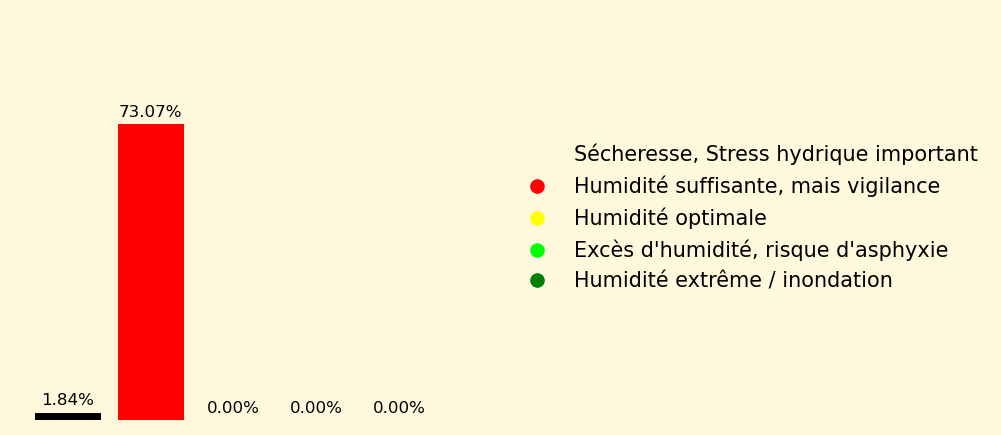 73.07%
1.84%
0.00%
0.00%
0.00%
Sécheresse, Stress hydrique important
Humidité suffisante, mais vigilance
Humidité optimale
Excès d'humidité, risque d'asphyxie
Humidité extrême / inondation